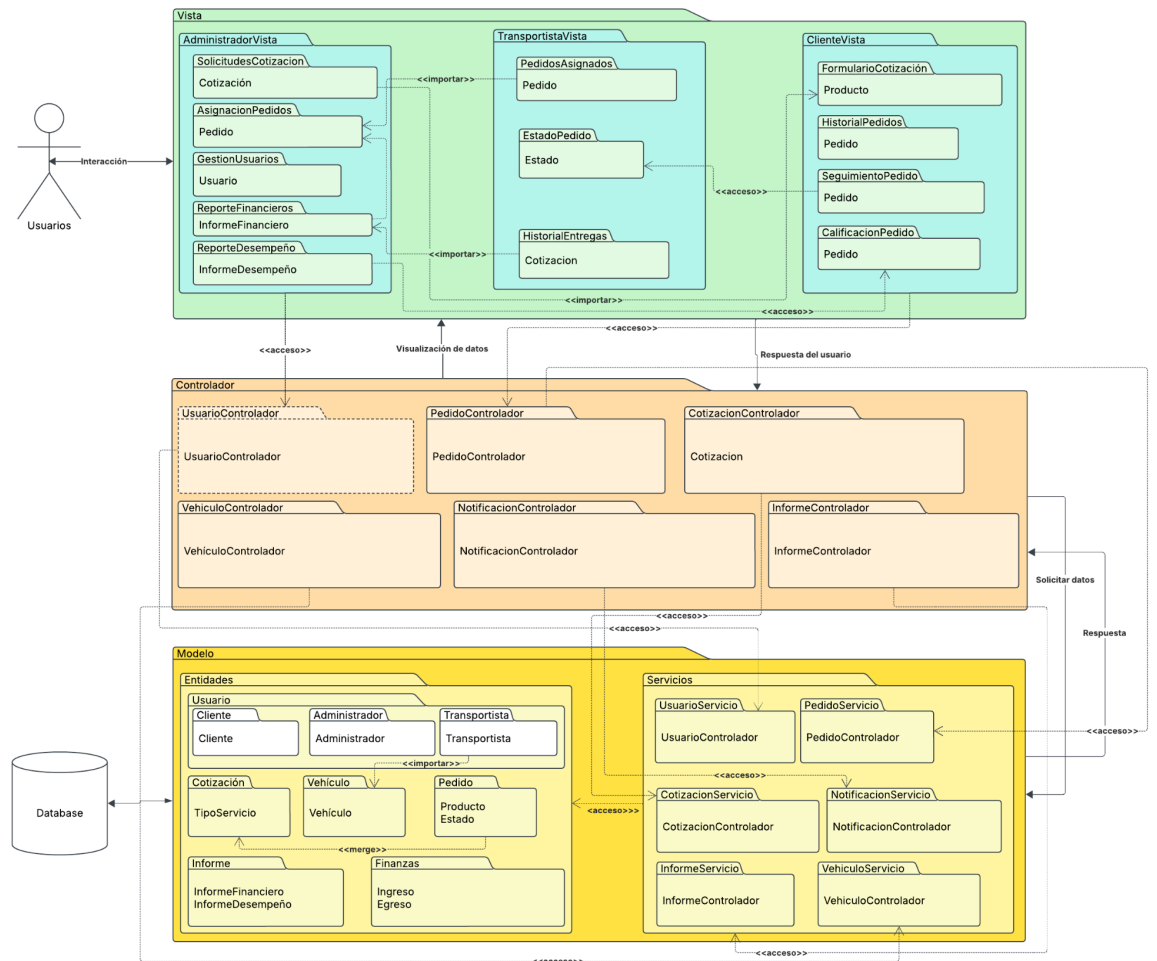 Vista
AdministradorVista
SolicitudesCotizacion
Cotización
AsignacionPedidos
Pedido
GestionUsuarios
Usuario
ReporteFinancieros
InformeFinanciero
ReporteDesempeño
InformeDesempeño
TransportistaVista
PedidosAsignados
Pedido
EstadoPedido
Estado
HistorialEntregas
Cotizacion
ClienteVista
FormularioCotización
Producto
HistorialPedidos
Pedido
SeguimientoPedido
Pedido
CalificacionPedido
Pedido
<<importar>>
<<acceso>>
<<importar>>
<<importar>>
<<acceso>>
Interacción
Usuarios
<<acceso>>
Visualización de datos
<<acceso>>
Respuesta del usuario
Controlador
UsuarioControlador
UsuarioControlador
PedidoControlador
PedidoControlador
CotizacionControlador
Cotizacion
VehiculoControlador
VehículoControlador
NotificacionControlador
NotificacionControlador
InformeControlador
InformeControlador
Solicitar datos
Respuesta
<<acceso>>
<<acceso>>
Modelo
Entidades
Usuario
Cliente
Cliente
Administrador
Administrador
Transportista
Transportista
<<importar>>
Cotización
TipoServicio
Vehículo
Vehículo
Pedido
Producto
Estado
<<merge>>
Informe
InformeFinanciero
InformeDesempeño
Finanzas
Ingreso
Egreso
<acceso>>>
Servicios
UsuarioServicio
UsuarioControlador
PedidoServicio
PedidoControlador
<<acceso>>
<<acceso>>
CotizacionServicio
CotizacionControlador
NotificacionServicio
NotificacionControlador
InformeServicio
InformeControlador
VehiculoServicio
VehiculoControlador
<<acceso>>
<<acceso>>
Database